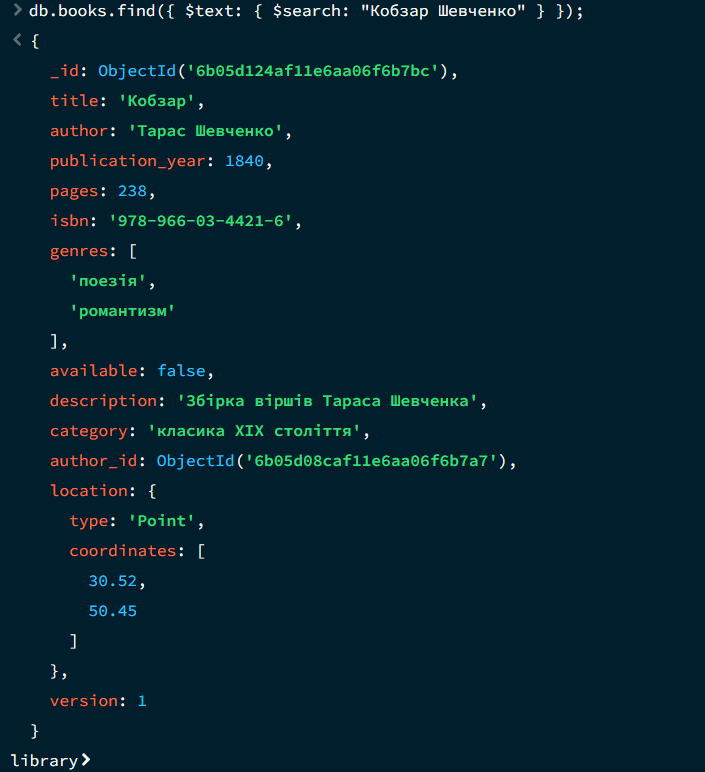 > db.books.find({ $text: { $search: "Кобзар Шевченко" } });
< {
_id: ObjectId('6b05d124af11e6aa06f6b7bc'),
title: 'Кобзар',
author: 'Тарас Шевченко',
publication_year: 1840,
pages: 238,
isbn: '978-966-03-4421-6',
genres: [
'поезія',
'романтизм'
],
available: false,
description: 'Збірка віршів Тараса Шевченка',
category: 'класика XIX століття',
author_id: ObjectId('6b05d08caf11e6aa06f6b7a7'),
location: {
type: 'Point',
coordinates: [
30.52,
50.45
]
},
version: 1
}
library>